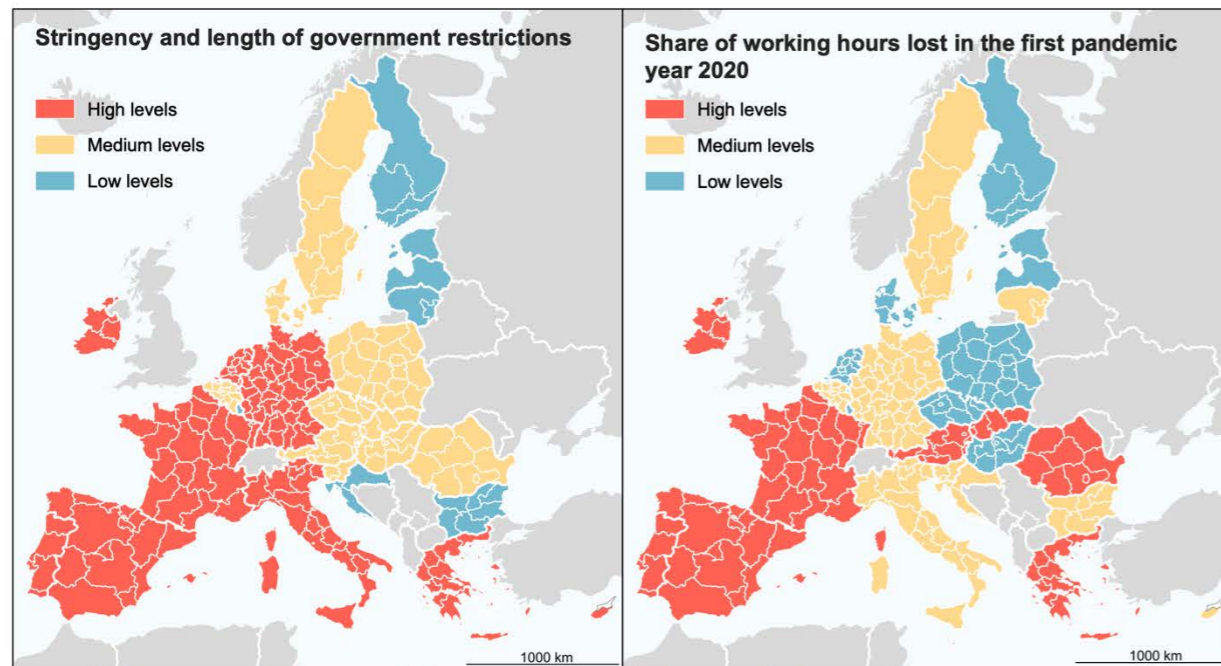 Stringency and length of government restrictions
High levels
Medium levels
Low levels
1000 km
Share of working hours lost in the first pandemic
year 2020
High levels
Medium levels
Low levels
1000 km